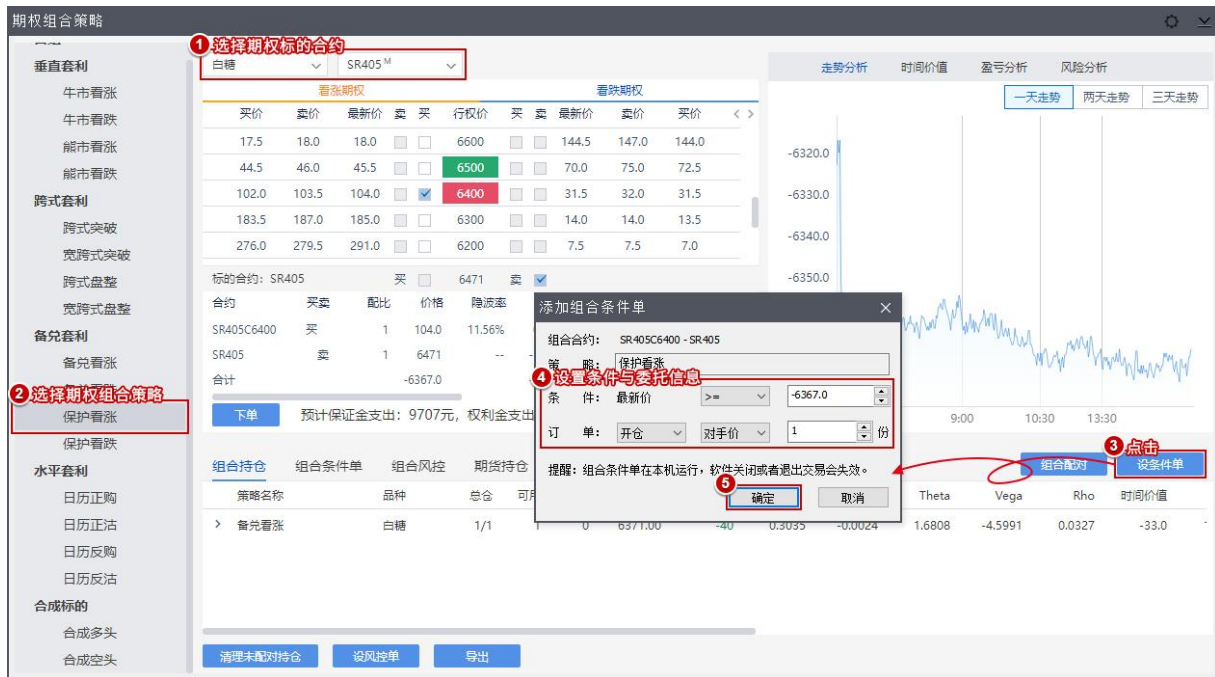 期权组合策略
1 选择期权标的合约
垂直套利
牛市看涨
牛市看跌
熊市看涨
熊市看跌
跨式套利
跨式突破
宽跨式突破
跨式盘整
宽跨式盘整
备兑套利
备兑看涨
2 选择期权组合策略
保护看涨
保护看跌
水平套利
日历正购
日历正沽
日历反购
日历反沽
合成标的
合成多头
合成空头
白糖 SR405 M
看涨期权 看跌期权
买价 卖价 最新价 卖 买 行权价 买 卖 最新价 卖价 买价 < >
17.5 18.0 18.0 6600 144.5 147.0 144.0
44.5 46.0 45.5 6500 70.0 75.0 72.5
102.0 103.5 104.0 6400 31.5 32.0 31.5
183.5 187.0 185.0 6300 14.0 14.0 13.5
276.0 279.5 291.0 6200 7.5 7.5 7.0
标的合约: SR405 买 6471 卖
合约 买卖 配比 价格 隐波率
SR405C6400 买 1 104.0 11.56%
SR405 卖 1 6471 --
合计 -6367.0
下单 预计保证金支出: 9707元, 权利金支出
走势分析 时间价值 盈亏分析 风险分析
一天走势 两天走势 三天走势
-6320.0
-6330.0
-6340.0
-6350.0
9:00 10:30 13:30
添加组合条件单 ×
组合合约: SR405C6400 - SR405
策 略: 保护看涨
4 设置条件与委托信息
条 件: 最新价 >= -6367.0
订 单: 开仓 对手价 1 份
提醒: 组合条件单在本机运行, 软件关闭或者退出交易会失效。
5
确定 取消
3 点击
组合配对 设条件单
组合持仓 组合条件单 组合风控 期货持仓
策略名称 品种 总仓 Theta Vega Rho 时间价值
> 备兑看涨 白糖 1/1 1 0 6371.00 -40 0.3035 -0.0024 1.6808 -4.5991 0.0327 -33.0
清理未配对持仓 设风控单 导出